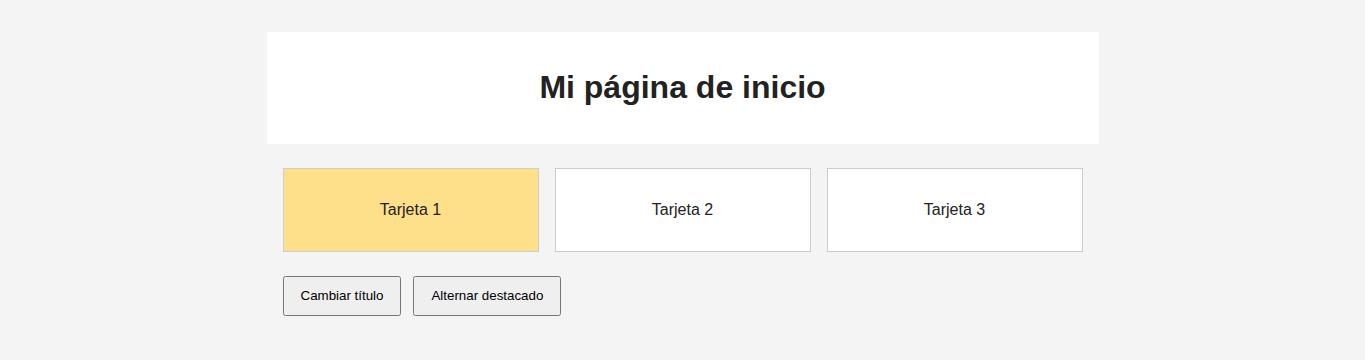 Mi página de inicio
Tarjeta 1
Tarjeta 2
Tarjeta 3
Cambiar título
Alternar destacado